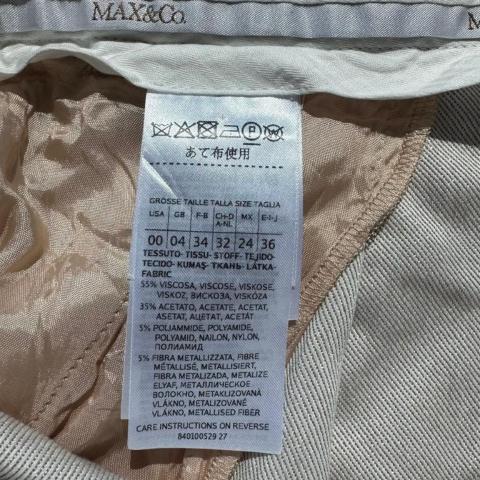 MAX&Co.
M
あて布使用
GRÖSSE TAILLE TALLA SIZE TAGLIA
USA GB F-B CH-D A-NL MX E-I-J
00 04 34 32 24 36
TESSUTO- TISSU- STOFF- TEJIDO-
TECIDO- KUMAŞ- ТКАНЬ- LÁTKA-
FABRIC
55% VISCOSA, VISCOSE, VISKOSE,
VISKOZ, ВИСКОЗА, VISKÓZA
35% ACETATO, ACETATE, ACETAT,
ASETAT, АЦЕТАТ, ACETÁT
5% POLIAMMIDE, POLYAMIDE,
POLYAMID, NAILON, NYLON,
ПОЛИАМИД
5% FIBRA METALLIZZATA, FIBRE
MÉTALLISÉ, METALLISIERT,
FIBRA METALIZADA, METALIZE
ELYAF, МЕТАЛЛИЧЕСКОЕ
ВОЛОКНО, METAKLIZOVANÁ
VLÁKNO, METALIZOVANÉ
VLÁKNO, METALLISED FIBER
CARE INSTRUCTIONS ON REVERSE
840100529 27